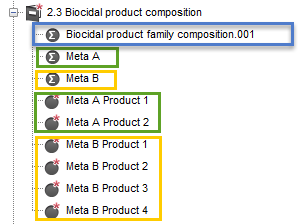 2.3 Biocidal product composition
Biocidal product family composition.001
Meta A
Meta B
Meta A Product 1
Meta A Product 2
Meta B Product 1
Meta B Product 2
Meta B Product 3
Meta B Product 4